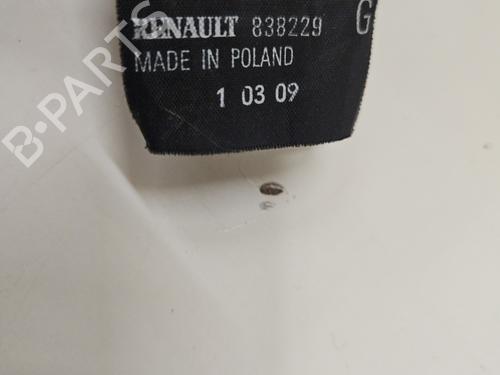 RENAULT 838229 G
MADE IN POLAND
1 03 09
B-PARTS